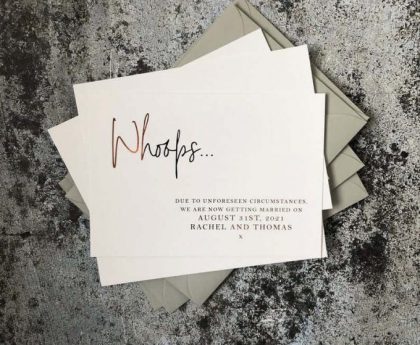 Whoops...
DUE TO UNFORESEEN CIRCUMSTANCES,
WE ARE NOW GETTING MARRIED ON
AUGUST 31ST, 2021
RACHEL AND THOMAS
X